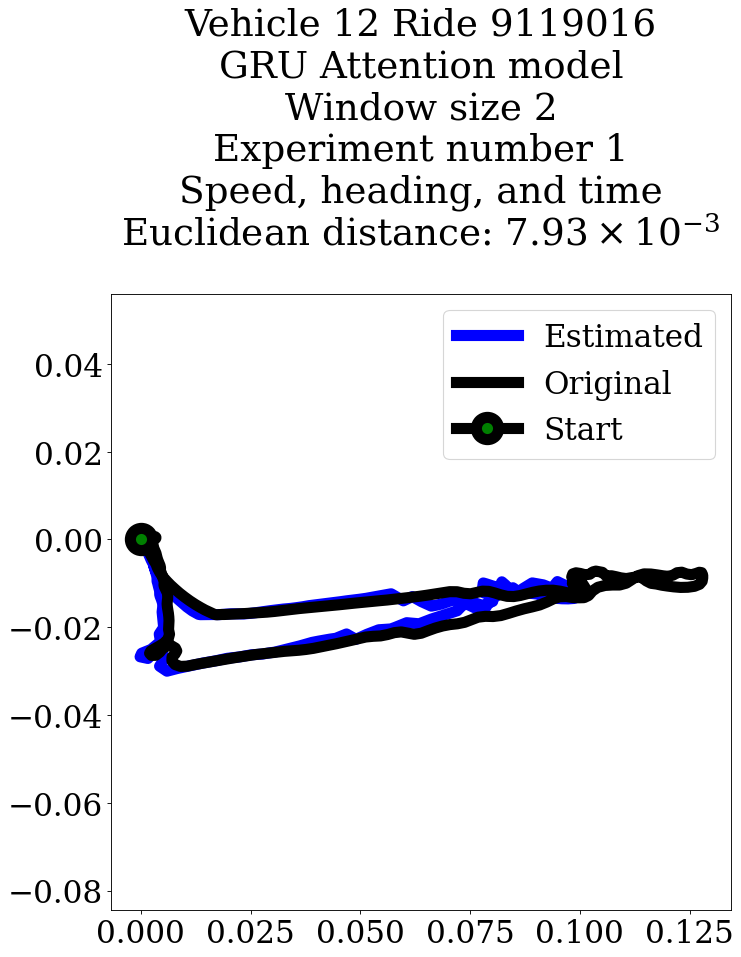 Vehicle 12 Ride 9119016
GRU Attention model
Window size 2
Experiment number 1
Speed, heading, and time
Euclidean distance: 7.93 × 10⁻³
Estimated
Original
Start
0.04
0.02
0.00
−0.02
−0.04
−0.06
−0.08
0.000 0.025 0.050 0.075 0.100 0.125